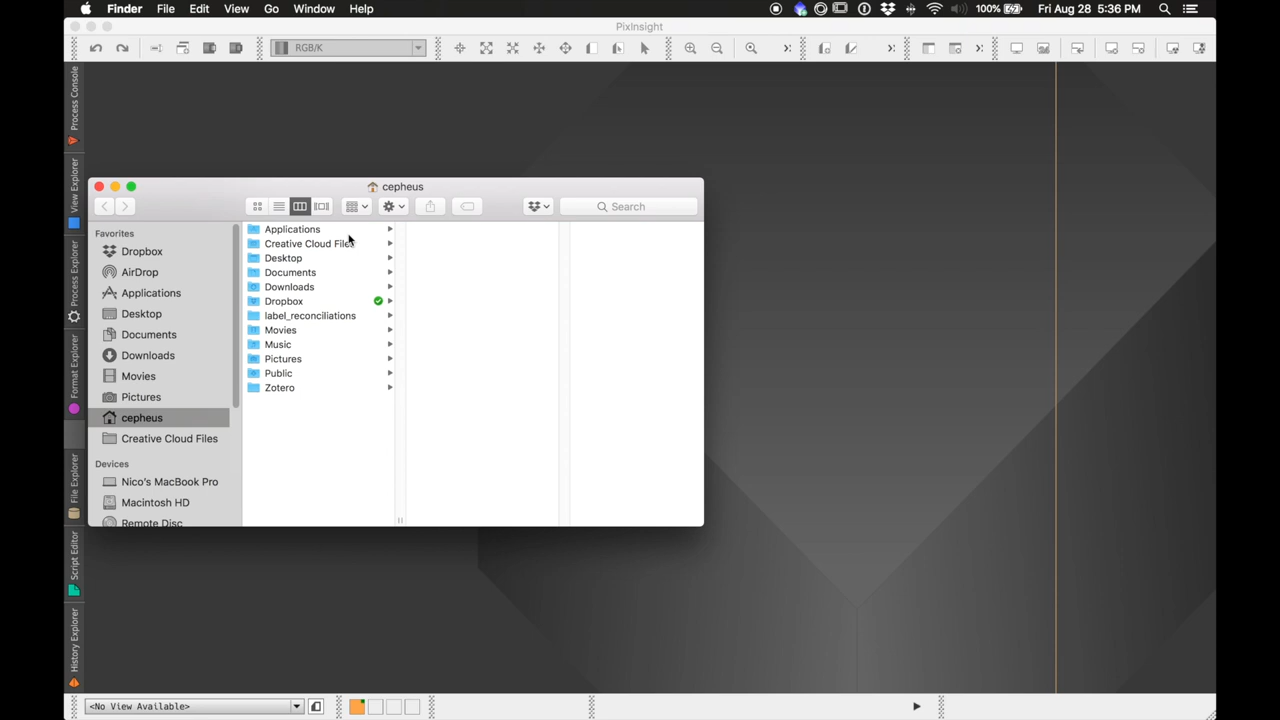 Finder File Edit View Go Window Help 100% Fri Aug 28 5:36 PM
PixInsight
RGB/K
Process Console
View Explorer
Process Explorer
Format Explorer
File Explorer
Script Editor
History Explorer
cepheus
Search
Favorites
Dropbox
AirDrop
Applications
Desktop
Documents
Downloads
Movies
Pictures
cepheus
Creative Cloud Files
Devices
Nico's MacBook Pro
Macintosh HD
Remote Disc
Applications
Creative Cloud Files
Desktop
Documents
Downloads
Dropbox
label_reconciliations
Movies
Music
Pictures
Public
Zotero
<No View Available>